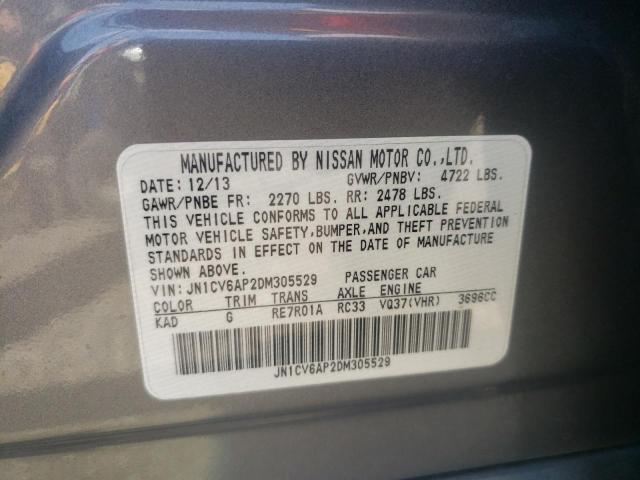 MANUFACTURED BY NISSAN MOTOR CO.,LTD.
DATE: 12/13 GVWR/PNBV: 4722 LBS.
GAWR/PNBE FR: 2270 LBS. RR: 2478 LBS.
THIS VEHICLE CONFORMS TO ALL APPLICABLE FEDERAL
MOTOR VEHICLE SAFETY, BUMPER, AND THEFT PREVENTION
STANDARDS IN EFFECT ON THE DATE OF MANUFACTURE
SHOWN ABOVE.
VIN: JN1CV6AP2DM305529 PASSENGER CAR
COLOR TRIM TRANS AXLE ENGINE
KAD G RE7R01A RC33 VQ37(VHR) 3696CC
JN1CV6AP2DM305529